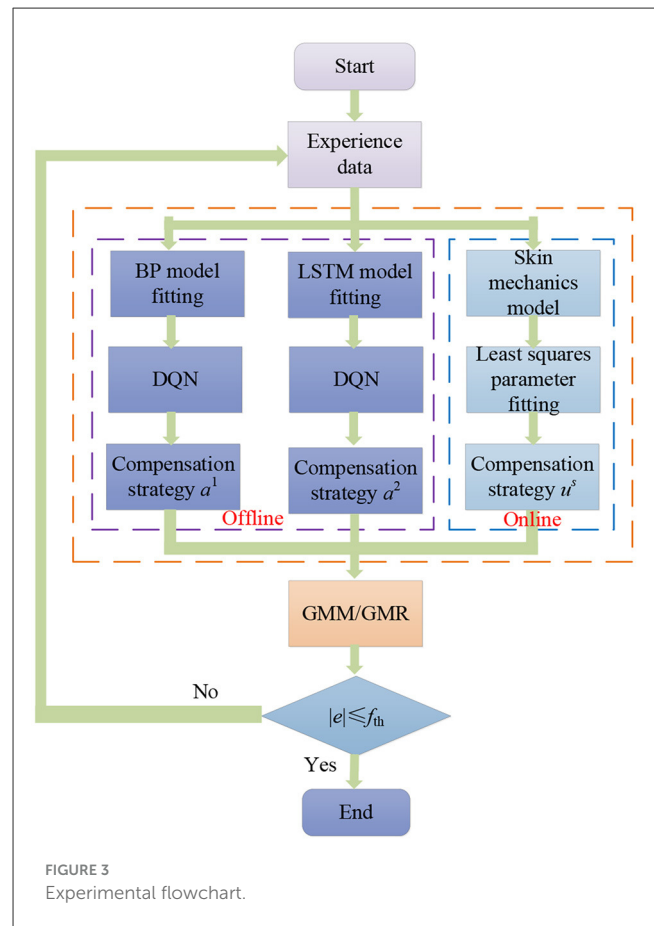 Start
Experience
data
BP model
fitting
LSTM model
fitting
Skin
mechanics
model
DQN
DQN
Least squares
parameter
fitting
Compensation
strategy a¹
Compensation
strategy a²
Compensation
strategy uˢ
Offline
Online
GMM/GMR
No
|e|≤f_th
Yes
End
FIGURE 3
Experimental flowchart.